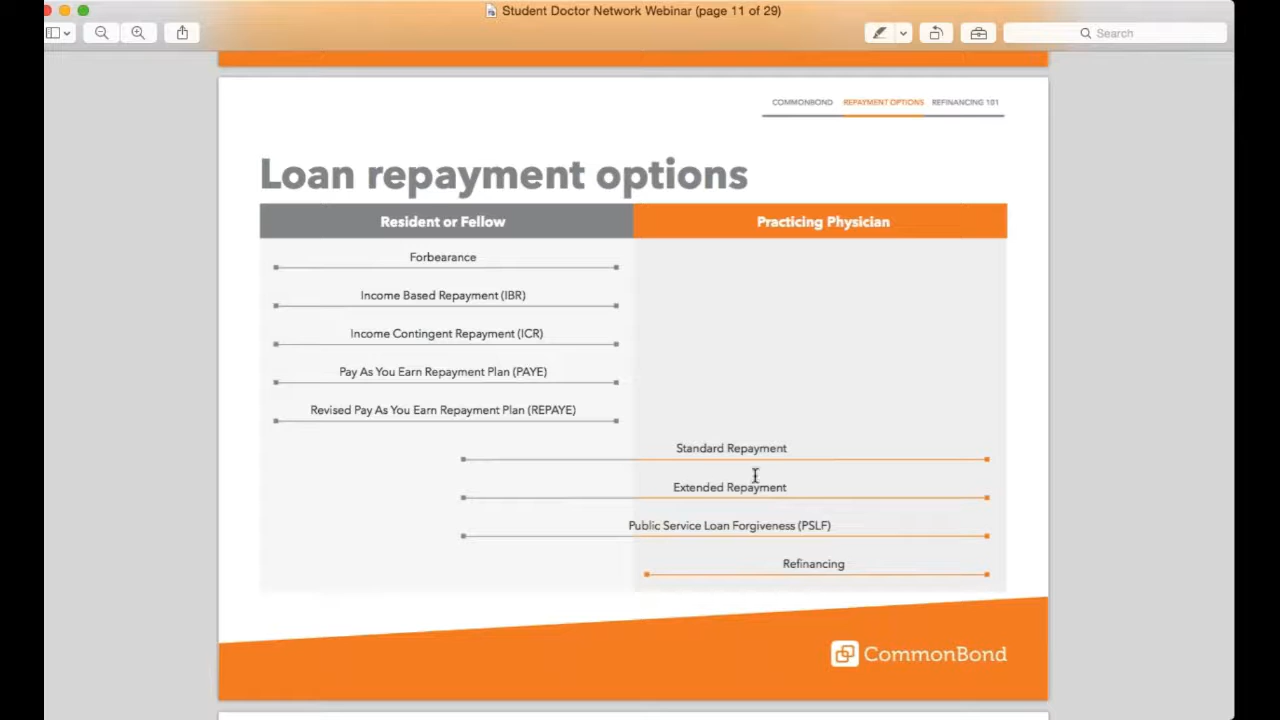 Student Doctor Network Webinar (page 11 of 29)
Search
COMMONBOND REPAYMENT OPTIONS REFINANCING 101
Loan repayment options
Resident or Fellow Practicing Physician
Forbearance
Income Based Repayment (IBR)
Income Contingent Repayment (ICR)
Pay As You Earn Repayment Plan (PAYE)
Revised Pay As You Earn Repayment Plan (REPAYE)
Standard Repayment
Extended Repayment
Public Service Loan Forgiveness (PSLF)
Refinancing
CommonBond